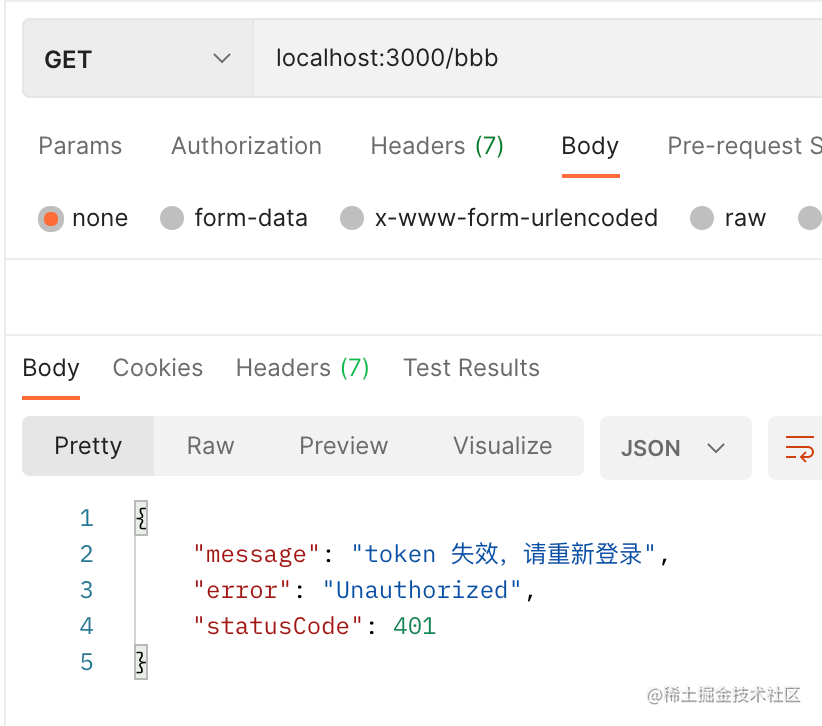 GET localhost:3000/bbb
Params Authorization Headers (7) Body Pre-request S
none form-data x-www-form-urlencoded raw
Body Cookies Headers (7) Test Results
Pretty Raw Preview Visualize JSON
1 {
2 "message": "token 失效，请重新登录",
3 "error": "Unauthorized",
4 "statusCode": 401
5 }
@稀土掘金技术社区